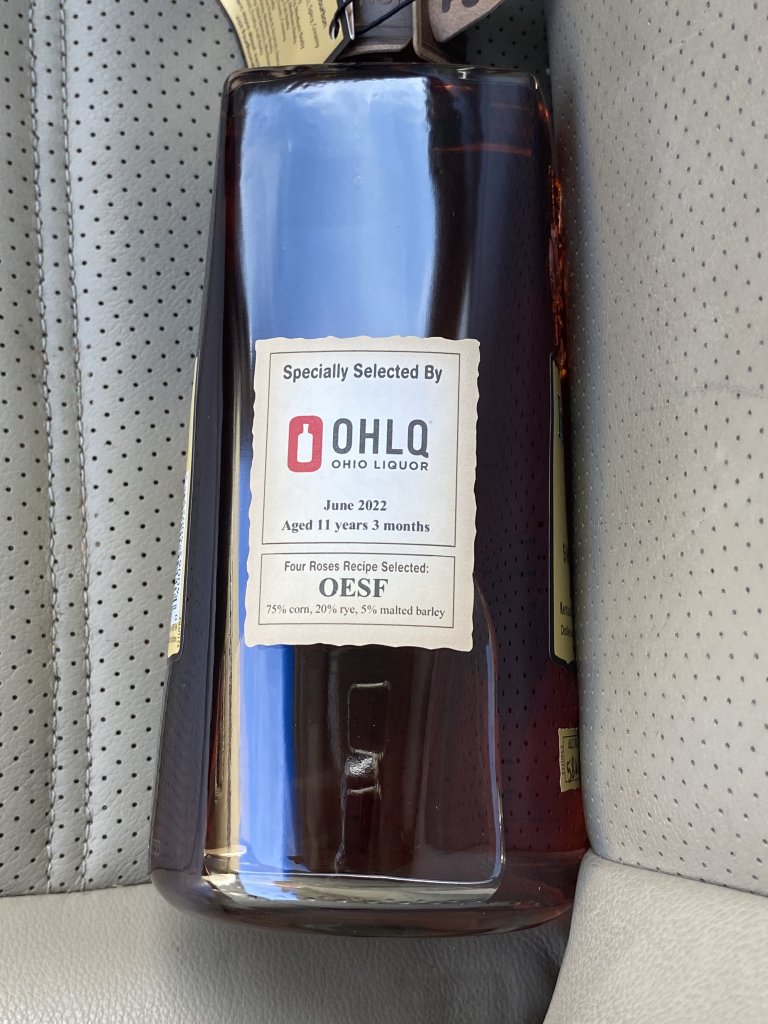 Specially Selected By
OHLQ
OHIO LIQUOR
June 2022
Aged 11 years 3 months
Four Roses Recipe Selected:
OESF
75% corn, 20% rye, 5% malted barley